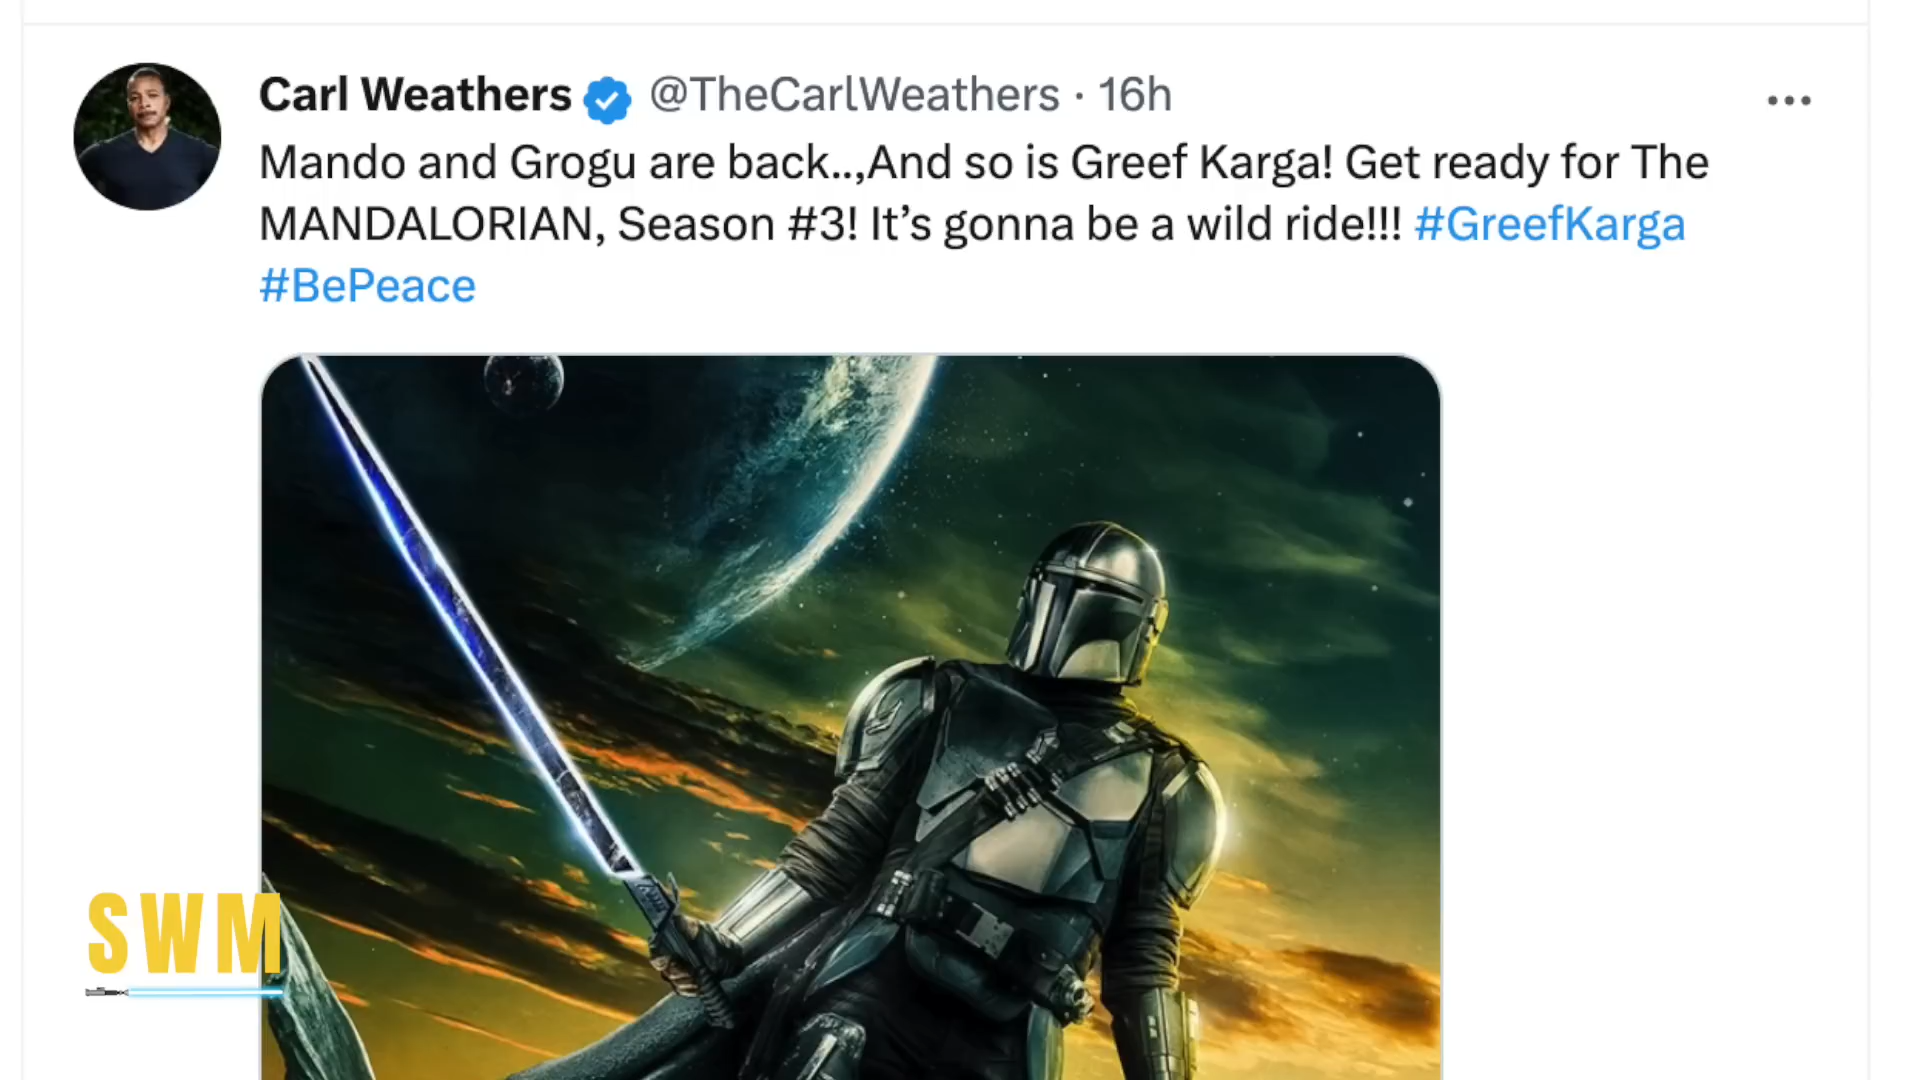 Carl Weathers @TheCarlWeathers · 16h
Mando and Grogu are back..,And so is Greef Karga! Get ready for The
MANDALORIAN, Season #3! It’s gonna be a wild ride!!! #GreefKarga
#BePeace
SWM